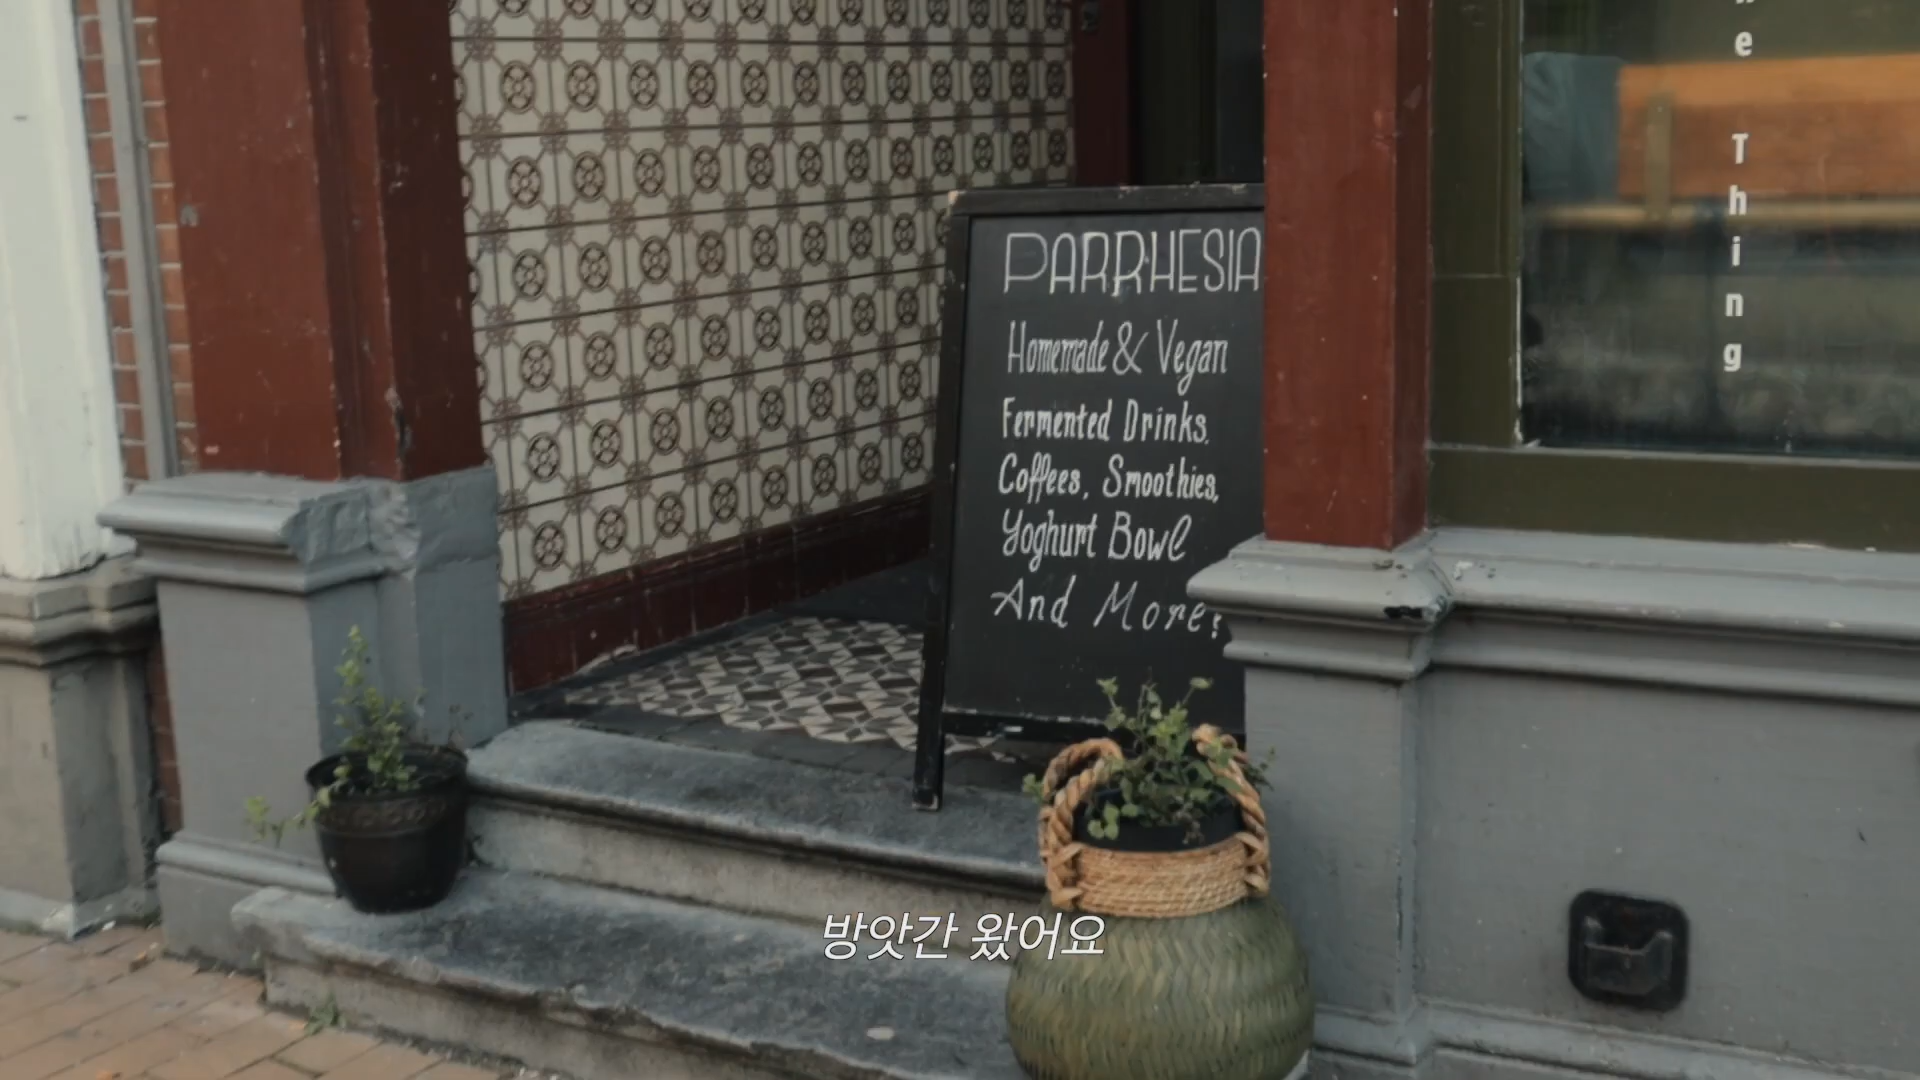 PARRHESIA
Homemade & Vegan
Fermented Drinks,
Coffees, Smoothies,
Yoghurt Bowl
And More!
Thing
방앗간 왔어요